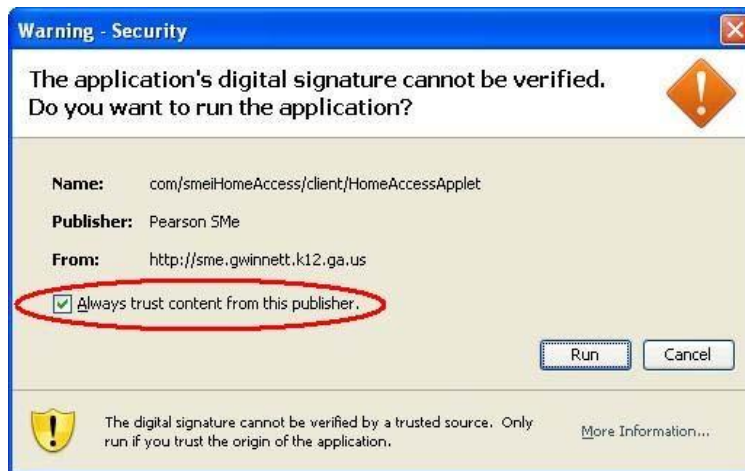 Warning - Security
The application's digital signature cannot be verified.
Do you want to run the application?
Name: com/smeiHomeAccess/client/HomeAccessApplet
Publisher: Pearson SMe
From: http://sme.gwinnett.k12.ga.us
Always trust content from this publisher.
Run Cancel
The digital signature cannot be verified by a trusted source. Only
run if you trust the origin of the application.
More Information...